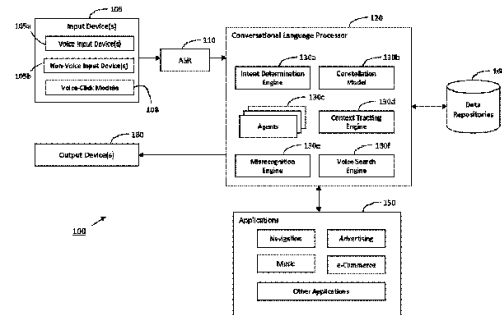 105
Input Device(s)
105a
Voice Input Device(s)
105b
Non-Voice Input Device(s)
Voice-Click Module
108
110
ASR
120
Conversational Language Processor
130a
Intent Determination
Engine
130b
Constellation
Model
130c
Agents
130d
Context Tracking
Engine
130e
Misrecognition
Engine
130f
Voice Search
Engine
160
Data
Repositories
180
Output Device(s)
100
150
Applications
Navigation
Advertising
Music
e-Commerce
Other Applications